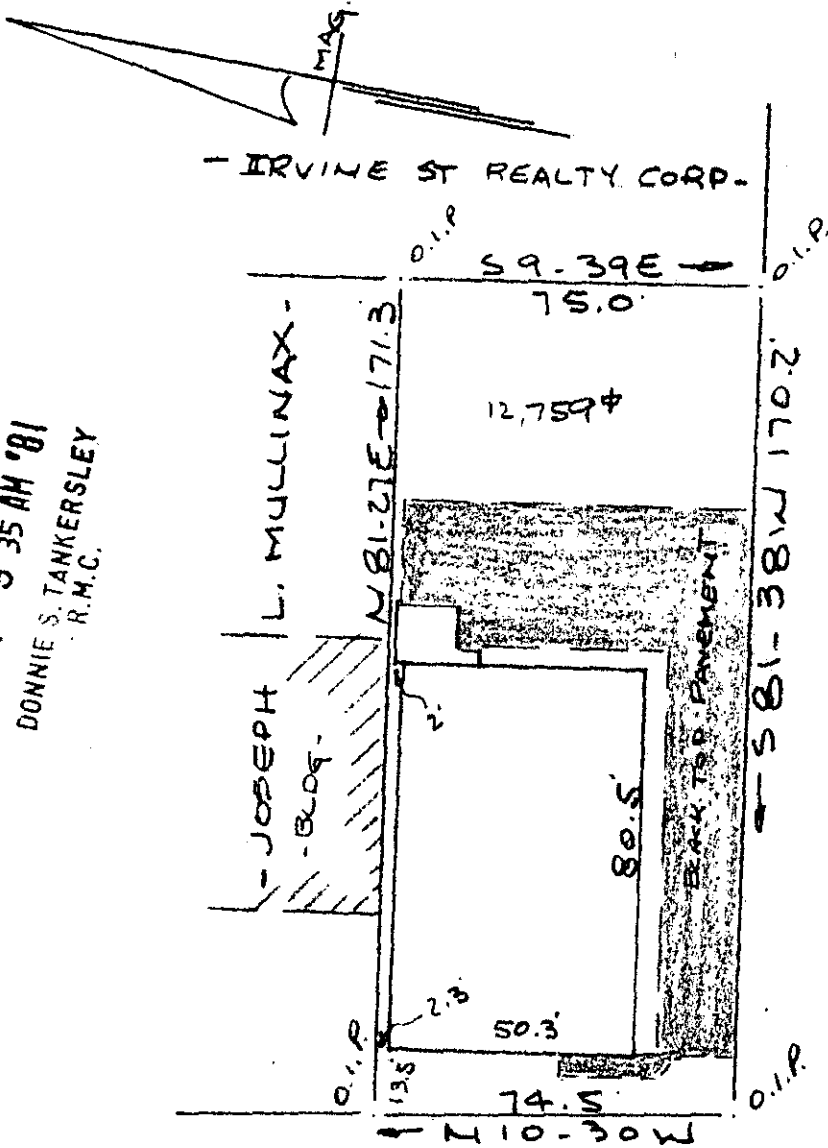 MAG.
- IRVINE ST REALTY CORP-
O.I.P.
S 9-39E
O.I.P.
75.0'
35 AM '81
DONNIE S. TANKERSLEY
R.M.C.
- JOSEPH L. MULLINAX -
- BLDG. -
N 81-27E 171.3
12,759
S 81-38W 170.2'
BLACK TOP PAVEMENT
2'
80.5'
2.3'
50.3'
O.I.P.
13.5'
74.5
O.I.P.
N 10-30W